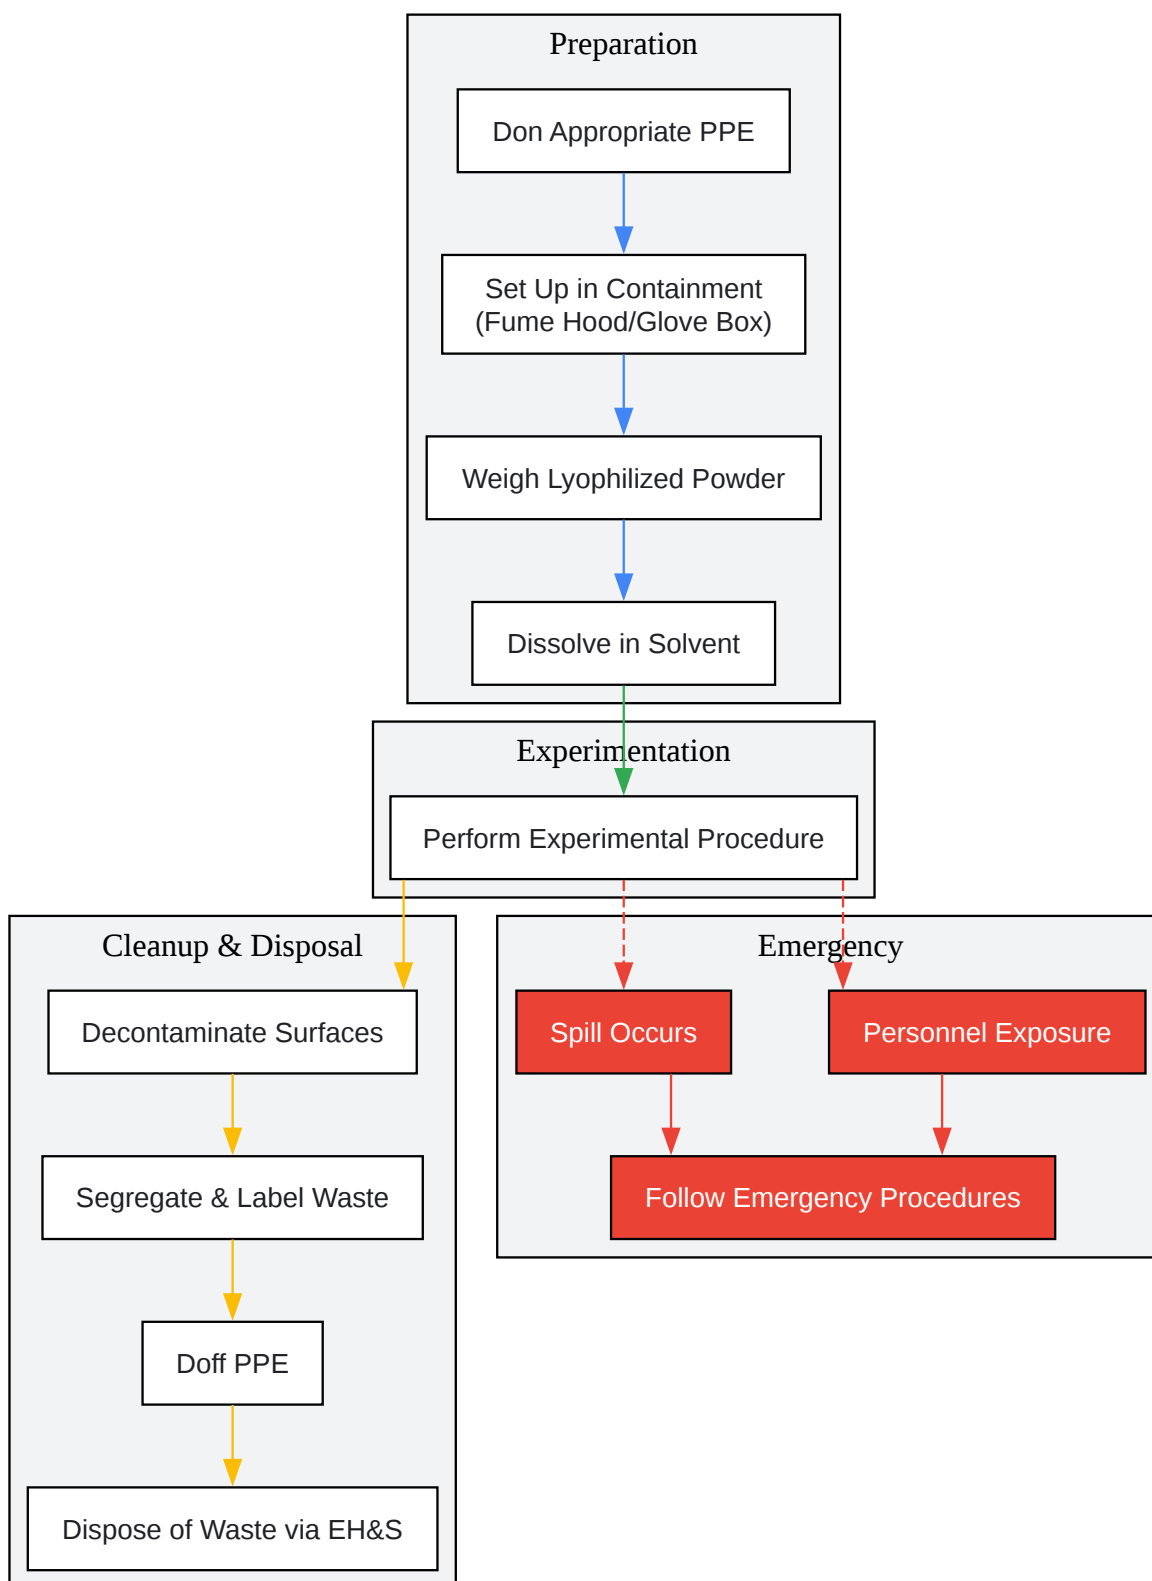 Preparation
Don Appropriate PPE
Set Up in Containment
(Fume Hood/Glove Box)
Weigh Lyophilized Powder
Dissolve in Solvent
Experimentation
Perform Experimental Procedure
Cleanup & Disposal
Decontaminate Surfaces
Segregate & Label Waste
Doff PPE
Dispose of Waste via EH&S
Emergency
Spill Occurs
Personnel Exposure
Follow Emergency Procedures